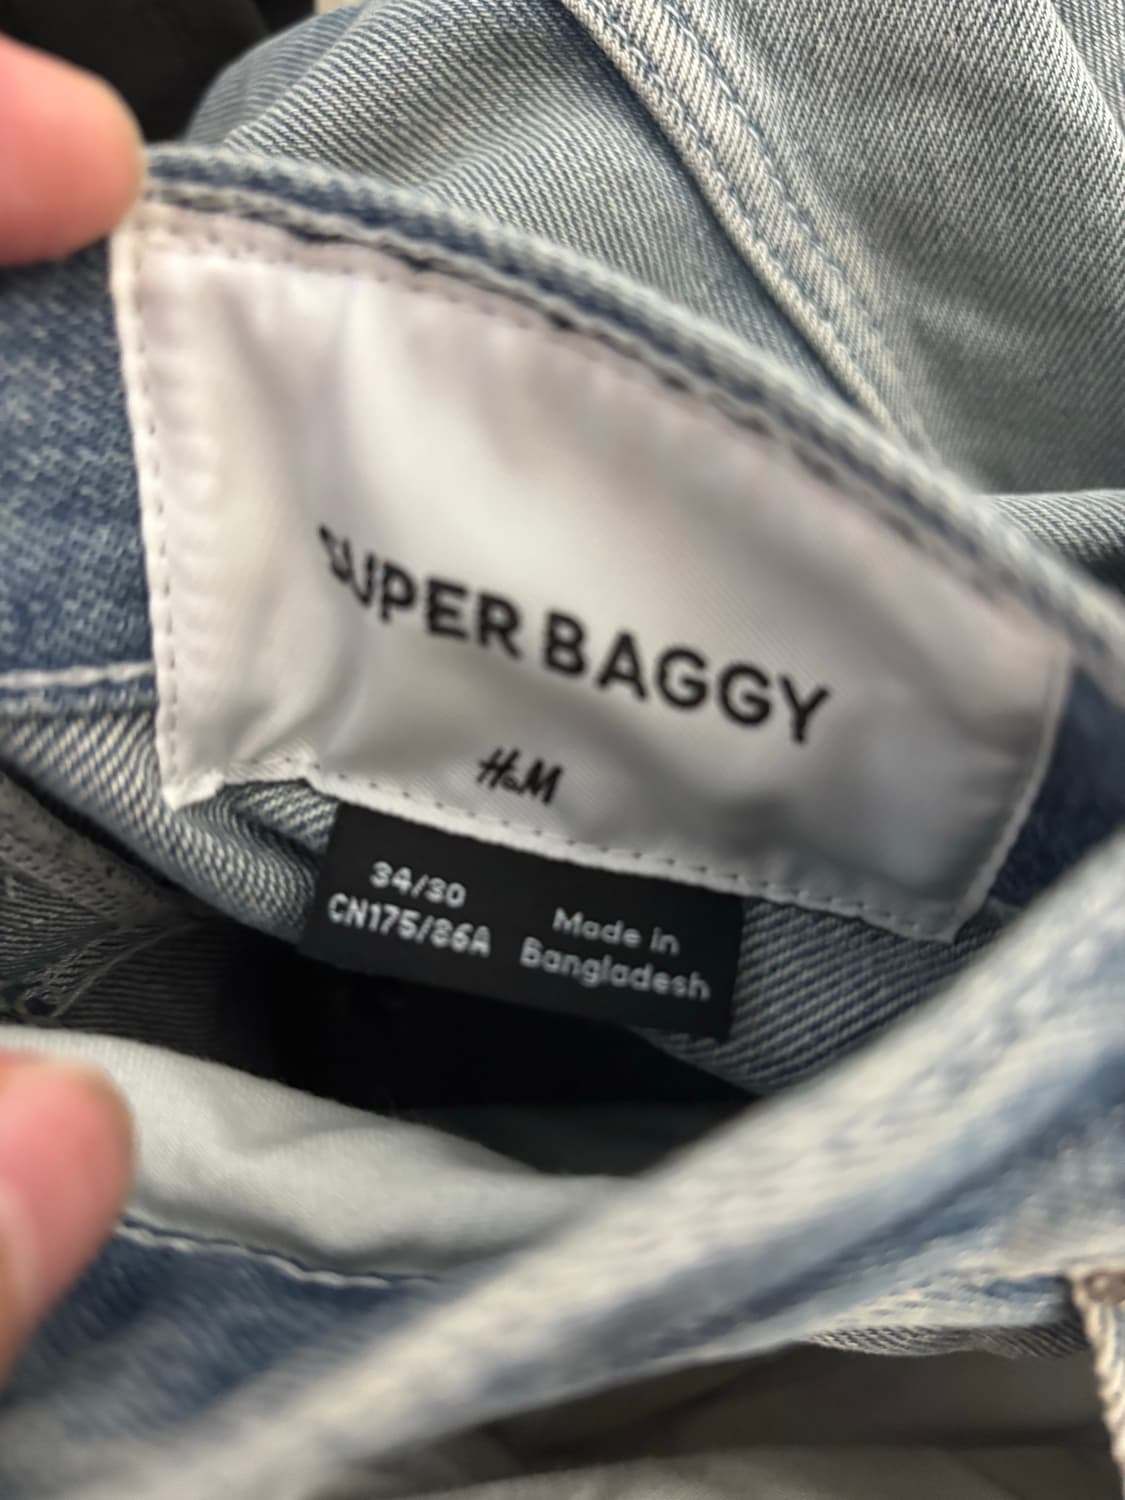 SUPER BAGGY
H&M
34/30
CN175/86A
Made in
Bangladesh